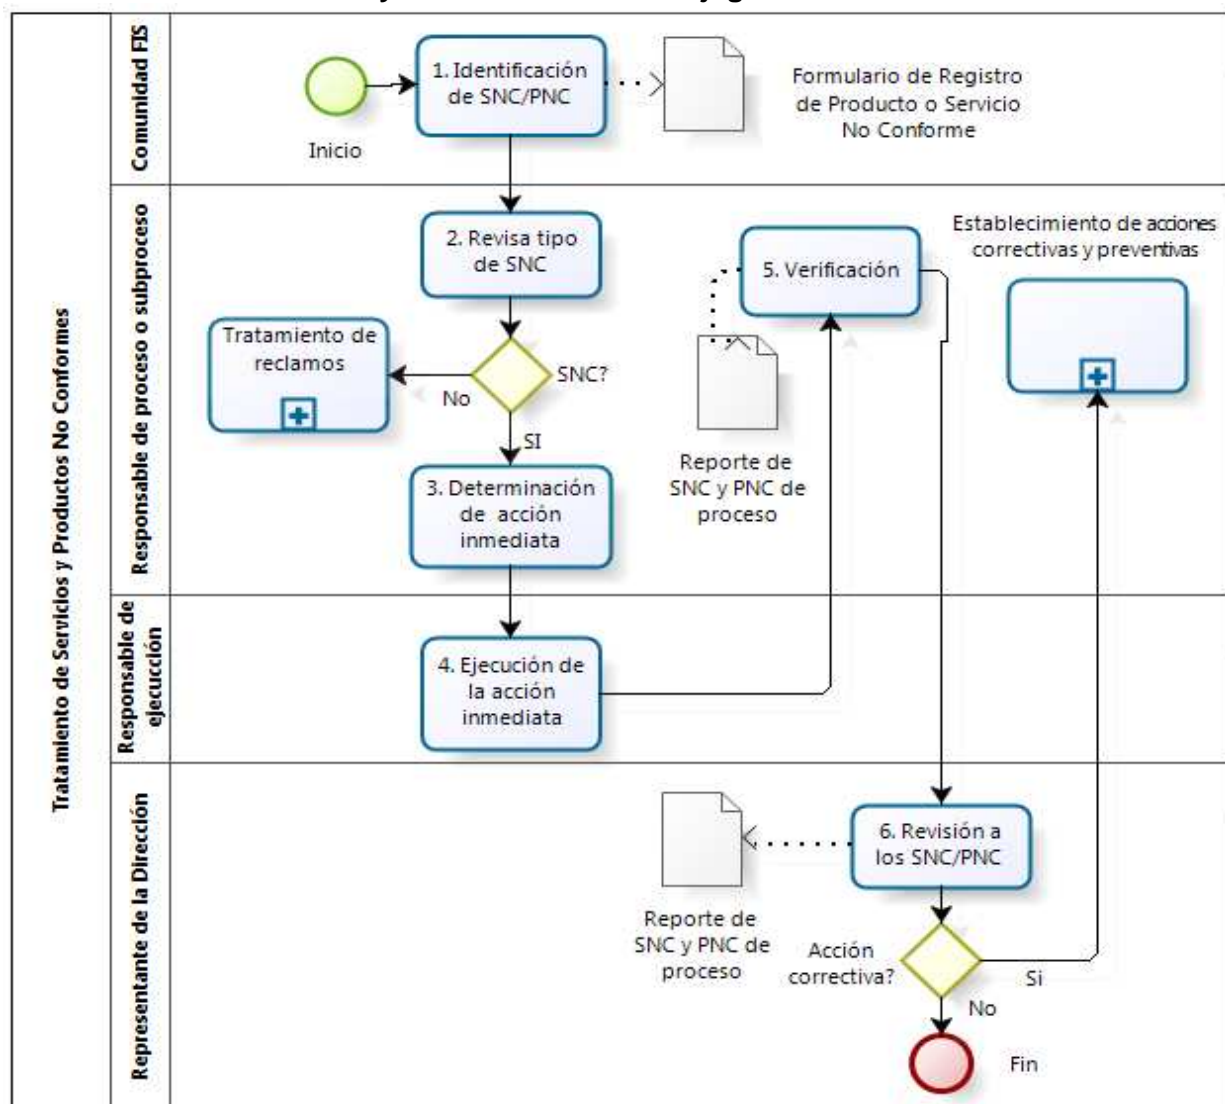 Tratamiento de Servicios y Productos No Conformes
Comunidad FIS
Inicio
1. Identificación
de SNC/PNC
Formulario de Registro
de Producto o Servicio
No Conforme
Responsable de proceso o subproceso
2. Revisa tipo
de SNC
SNC?
No
SI
Tratamiento de
reclamos
3. Determinación
de acción
inmediata
5. Verificación
Reporte de
SNC y PNC de
proceso
Establecimiento de acciones
correctivas y preventivas
Responsable de
ejecucción
4. Ejecución de
la acción
inmediata
Representante de la Dirección
6. Revisión a
los SNC/PNC
Reporte de
SNC y PNC de
proceso
Acción
correctiva?
Si
No
Fin